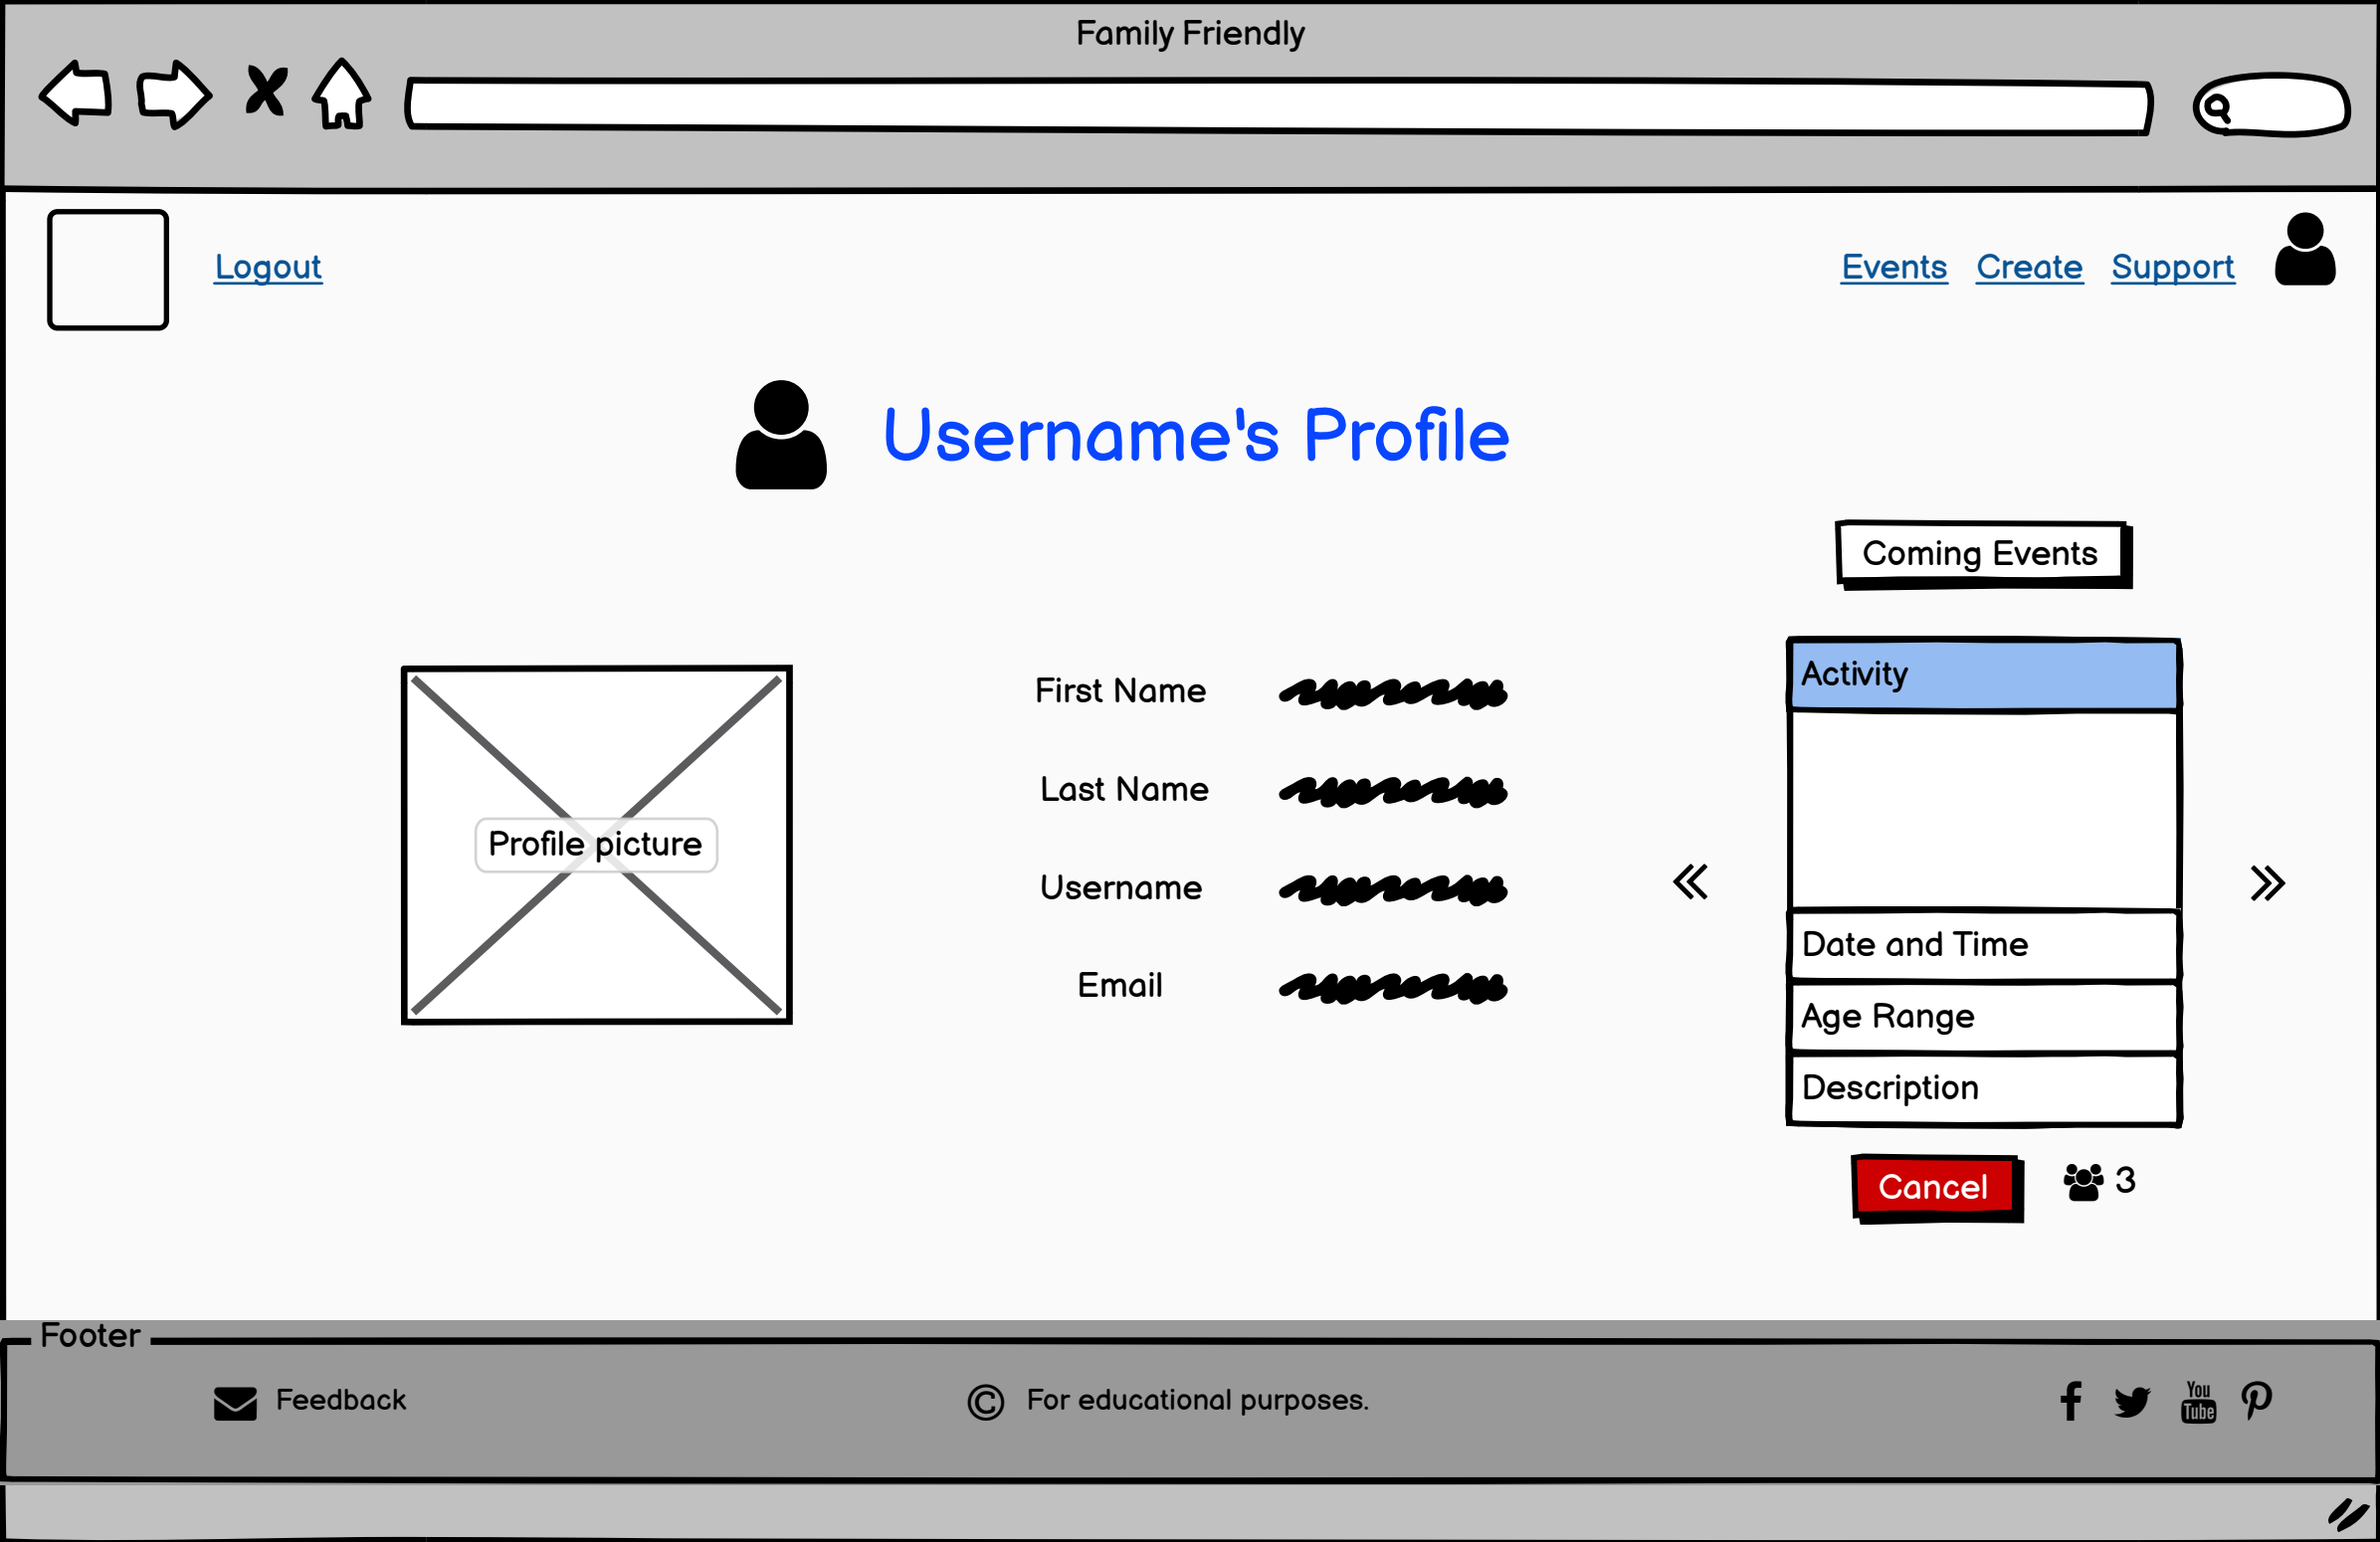 Family Friendly
Logout
Events Create Support
Username's Profile
Coming Events
Profile picture
First Name
Last Name
Username
Email
Activity
Date and Time
Age Range
Description
Cancel
3
Footer
Feedback
© For educational purposes.
You
Tube